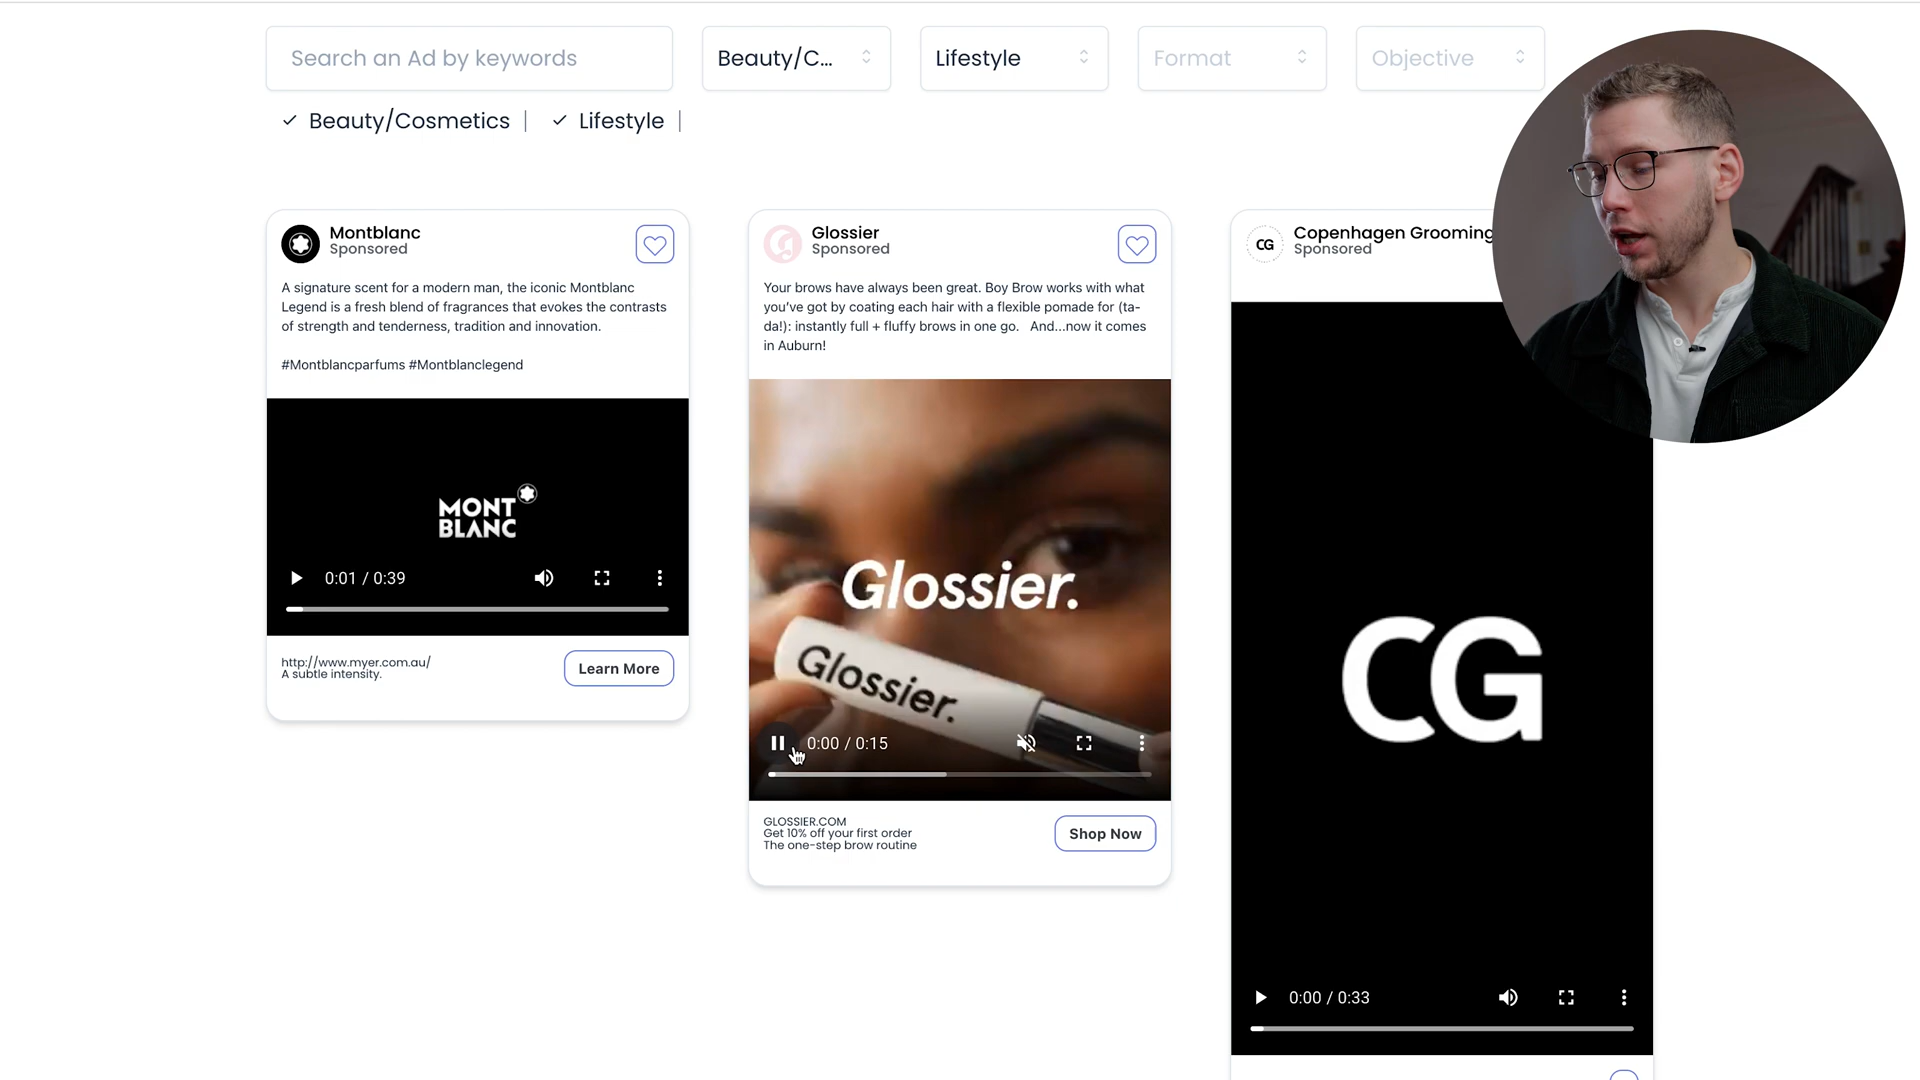 Search an Ad by keywords
Beauty/C...
Lifestyle
Format
Objective
Beauty/Cosmetics
Lifestyle
Montblanc
Sponsored
A signature scent for a modern man, the iconic Montblanc
Legend is a fresh blend of fragrances that evokes the contrasts
of strength and tenderness, tradition and innovation.
#Montblancparfums #Montblanclegend
MONT
BLANC
0:01 / 0:39
http://www.myer.com.au/
A subtle intensity.
Learn More
Glossier
Sponsored
Your brows have always been great. Boy Brow works with what
you've got by coating each hair with a flexible pomade for (ta-
da!): instantly full + fluffy brows in one go.   And...now it comes
in Auburn!
Glossier.
Glossier.
0:00 / 0:15
GLOSSIER.COM
Get 10% off your first order
The one-step brow routine
Shop Now
CG
Copenhagen Grooming
Sponsored
CG
0:00 / 0:33